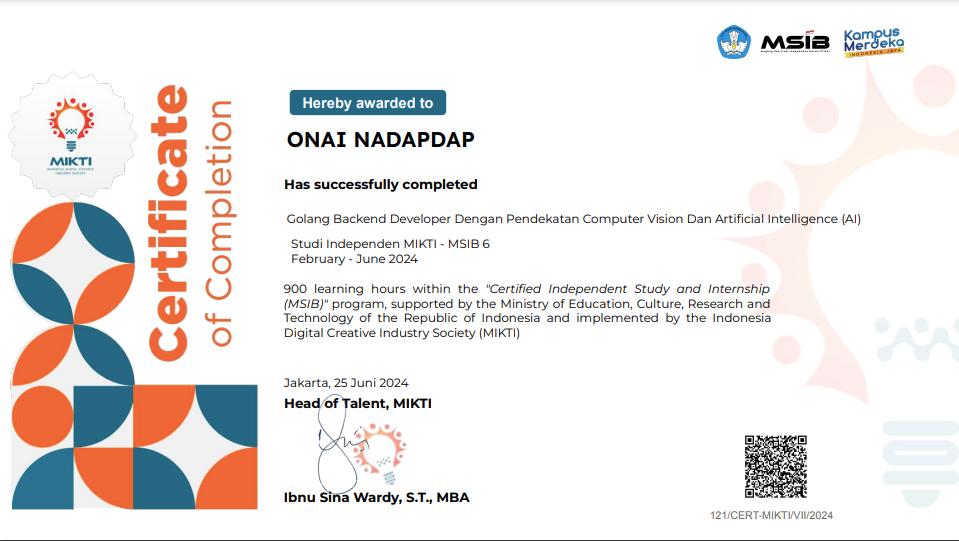 MSIB
Kampus
Merdeka
INDONESIA JAYA
MIKTI
Certificate
of Completion
Hereby awarded to
ONAI NADAPDAP
Has successfully completed
Golang Backend Developer Dengan Pendekatan Computer Vision Dan Artificial Intelligence (AI)
Studi Independen MIKTI - MSIB 6
February - June 2024
900 learning hours within the "Certified Independent Study and Internship
(MSIB)" program, supported by the Ministry of Education, Culture, Research and
Technology of the Republic of Indonesia and implemented by the Indonesia
Digital Creative Industry Society (MIKTI)
Jakarta, 25 Juni 2024
Head of Talent, MIKTI
Ibnu Sina Wardy, S.T., MBA
121/CERT-MIKTI/VII/2024